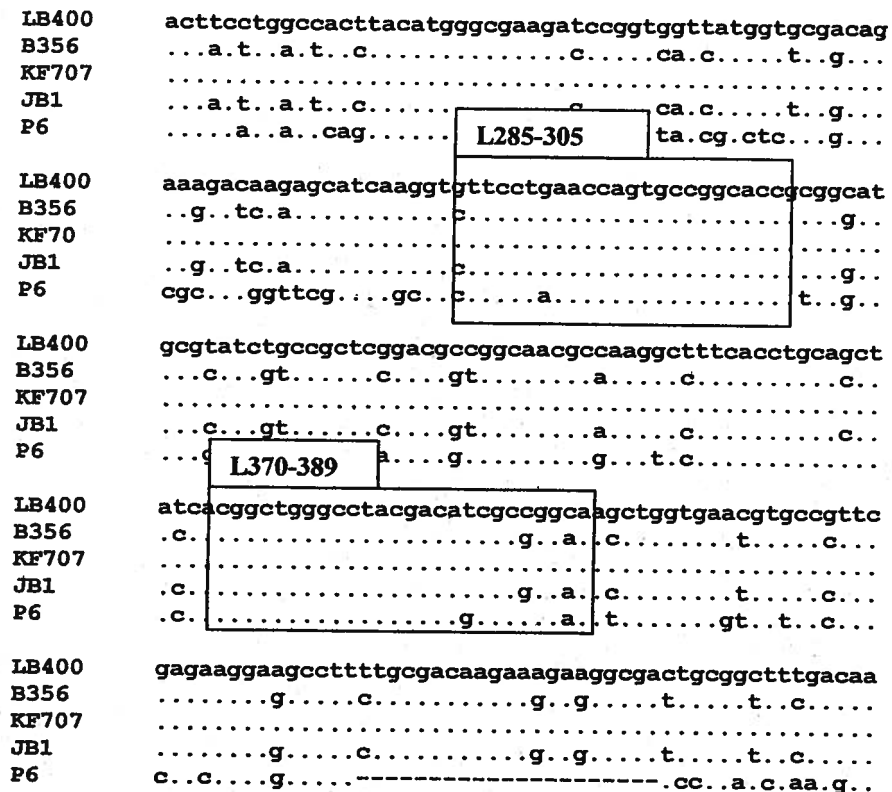 LB400 acttcctggccacttacatgggcgaagatccggtggttatggtgcgacag
B356 ...a.t..a.t..c..............c.....ca.c.....t..g...
KF707 ..................................................
JB1 ...a.t..a.t..c..............c.....ca.c.....t..g...
P6 .....a..a..cag...... ta.cg.ctc...g...
L285-305
LB400 aaagacaagagcatcaaggtgttcctgaaccagtgccggcaccgcggcat
B356 ..g..tc.a...........c..........................g..
KF70 ..................................................
JB1 ..g..tc.a...........c..........................g..
P6 cgc...ggttcg....gc..c.....a.................t..g..
LB400 gcgtatctgccgctcggacgccggcaacgccaaggctttcacctgcagct
B356 ...c...gt......c....gt........a.....c..........c..
KF707 ..................................................
JB1 ...c...gt......c....gt........a.....c..........c..
P6 ...g a....g.........g...t.c.............
L370-389
LB400 atcacggctgggcctacgacatcgccggcaagctggtgaacgtgccgttc
B356 .c.......................g..a..c........t.....c...
KF707 ..................................................
JB1 .c.......................g..a..c........t.....c...
P6 .c...................g......a..t.......gt..t..c...
LB400 gagaaggaagccttttgcgacaagaaagaaggcgactgcggctttgacaa
B356 ........g.....c...........g..g.....t.....t..c.....
KF707 ..................................................
JB1 ........g.....c...........g..g.....t.....t..c.....
P6 c..c....g.....---------------------.cc..a.c.aa.g..